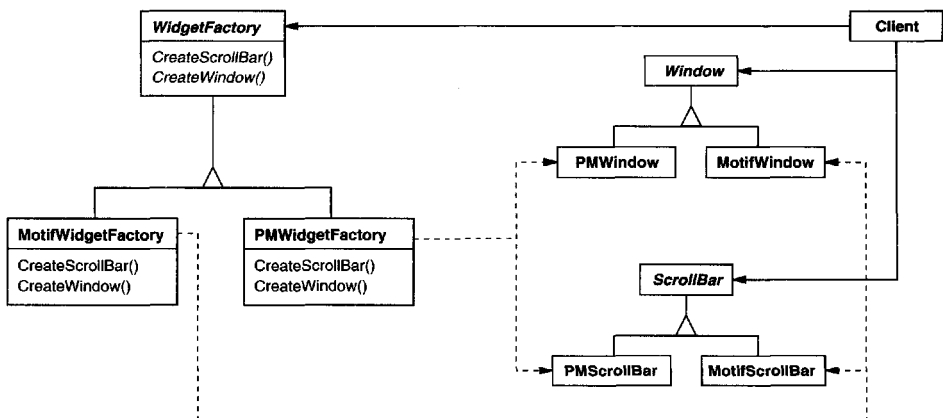 WidgetFactory
CreateScrollBar()
CreateWindow()
Client
Window
PMWindow
MotifWindow
MotifWidgetFactory
CreateScrollBar()
CreateWindow()
PMWidgetFactory
CreateScrollBar()
CreateWindow()
ScrollBar
PMScrollBar
MotifScrollBar